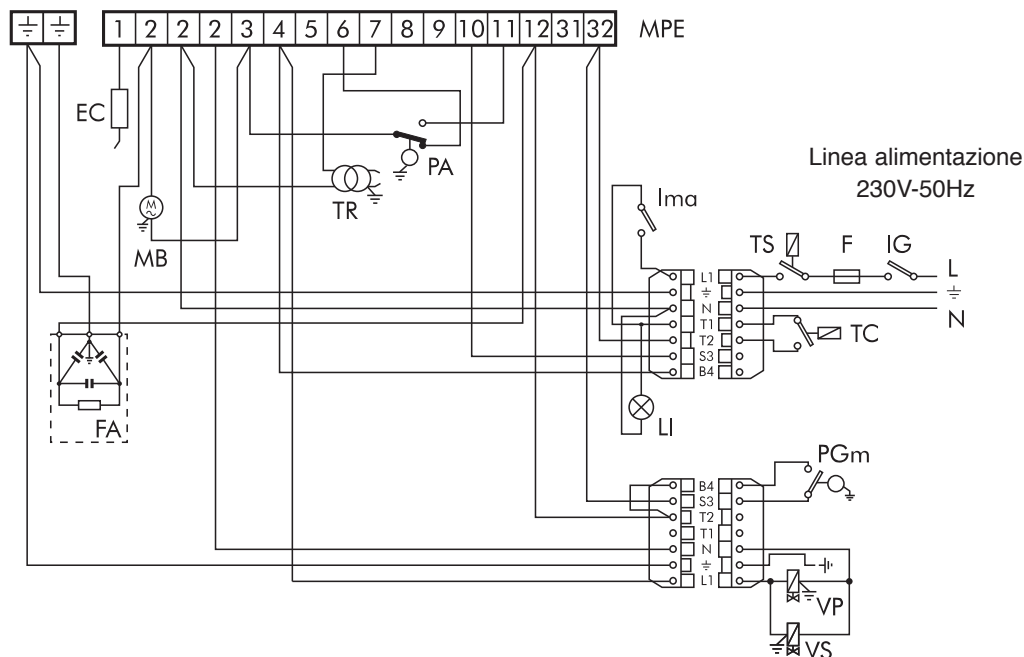 1 2 2 2 3 4 5 6 7 8 9 10 11 12 31 32 MPE
EC
PA
TR
MB
FA
Linea alimentazione
230V-50Hz
Ima
TS F IG
L
N
TC
L1 L1
N
T1
T2
S3
B4
LI
PGm
B4
S3
T2
T1
N
L1
VP
VS